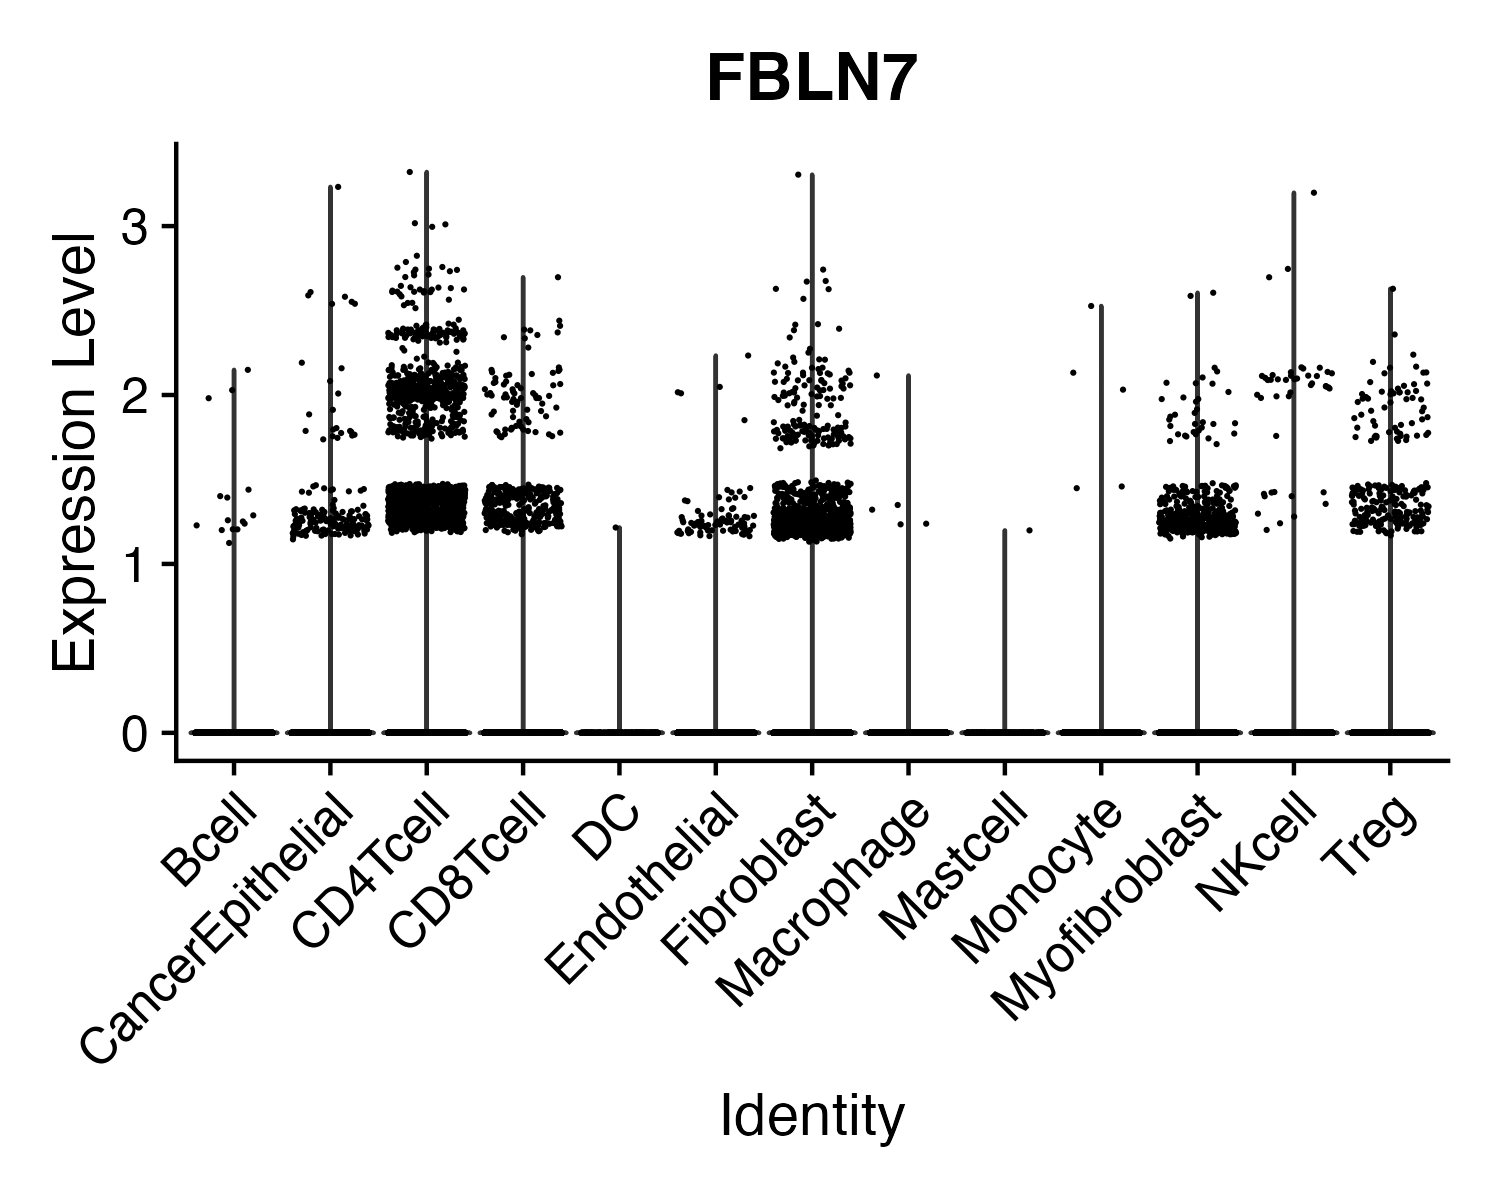 FBLN7
Expression Level
3
2
1
0
Bcell
CancerEpithelial
CD4Tcell
CD8Tcell
DC
Endothelial
Fibroblast
Macrophage
Mastcell
Monocyte
Myofibroblast
NKcell
Treg
Identity